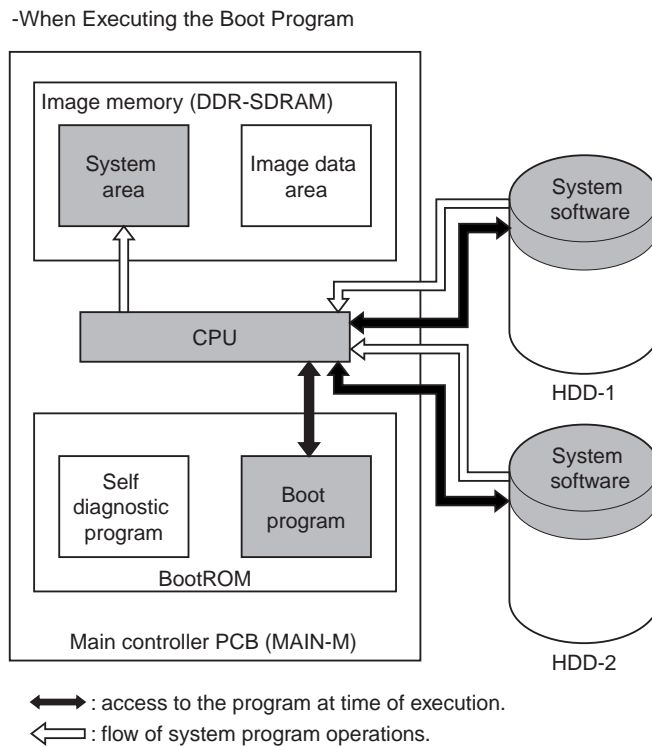 -When Executing the Boot Program
Image memory (DDR-SDRAM)
System
area
Image data
area
System
software
CPU
HDD-1
Self
diagnostic
program
Boot
program
BootROM
System
software
Main controller PCB (MAIN-M)
HDD-2
: access to the program at time of execution.
: flow of system program operations.